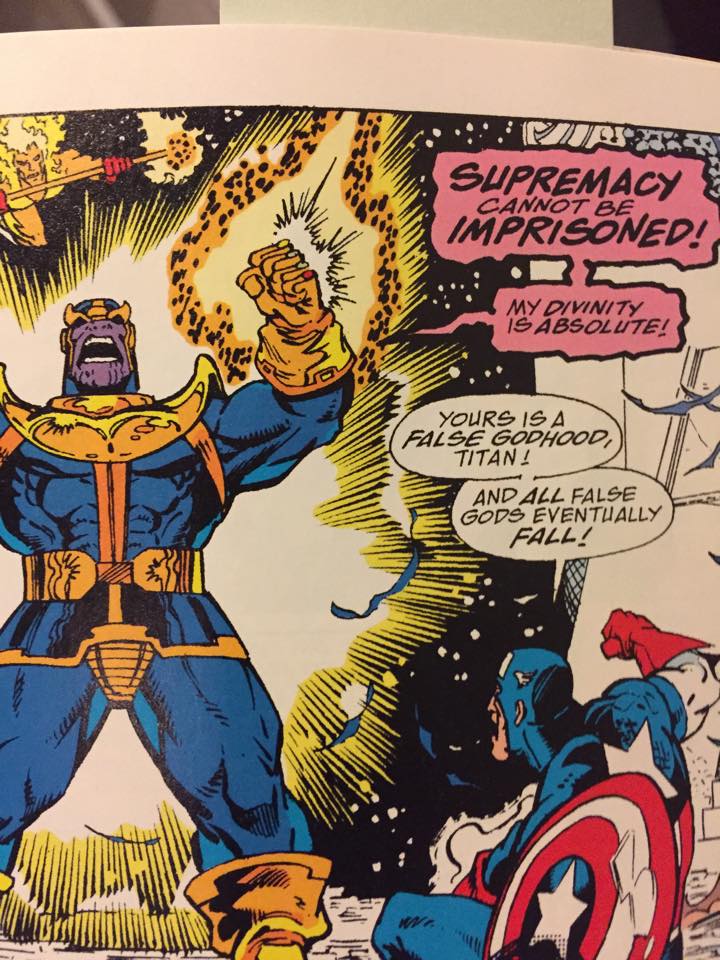 SUPREMACY
CANNOT BE
IMPRISONED!
MY DIVINITY
IS ABSOLUTE!
YOURS IS A
FALSE GODHOOD,
TITAN!
AND ALL FALSE
GODS EVENTUALLY
FALL!